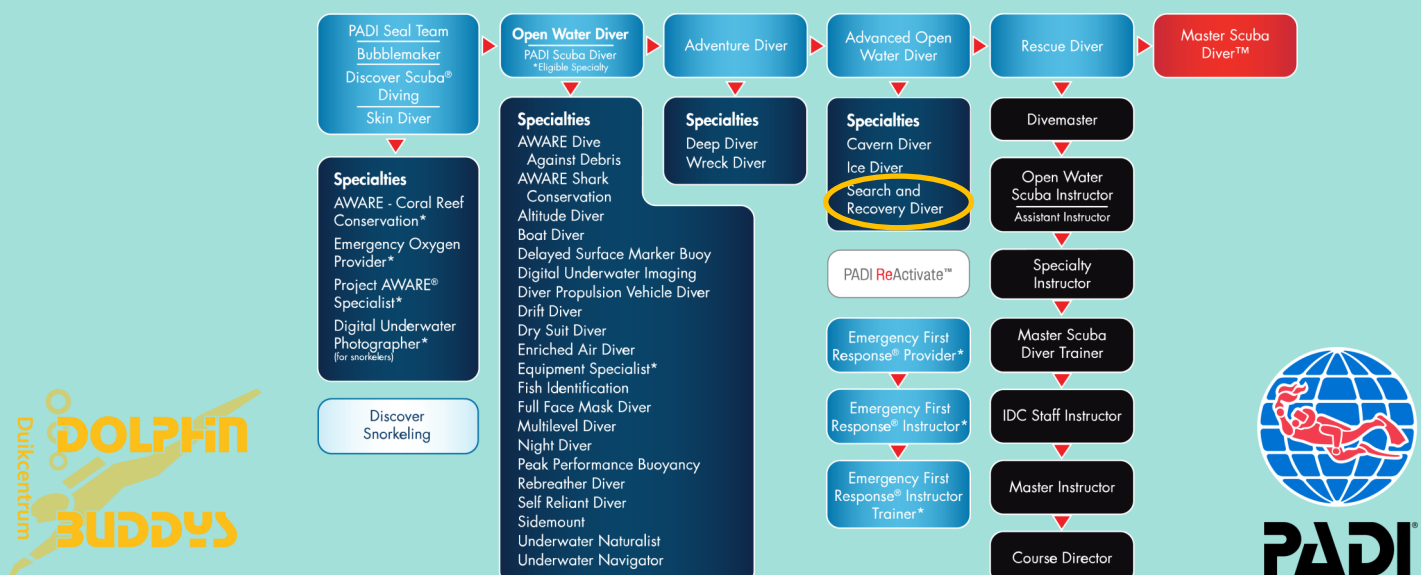 PADI Seal Team
Bubblemaker
Discover Scuba®
Diving
Skin Diver
Open Water Diver
PADI Scuba Diver
*Eligible Specialty
Adventure Diver
Advanced Open
Water Diver
Rescue Diver
Master Scuba
Diver™
Specialties
AWARE - Coral Reef
Conservation*
Emergency Oxygen
Provider*
Project AWARE®
Specialist*
Digital Underwater
Photographer*
(for snorkelers)
Discover
Snorkeling
Specialties
AWARE Dive
Against Debris
AWARE Shark
Conservation
Altitude Diver
Boat Diver
Delayed Surface Marker Buoy
Digital Underwater Imaging
Diver Propulsion Vehicle Diver
Drift Diver
Dry Suit Diver
Enriched Air Diver
Equipment Specialist*
Fish Identification
Full Face Mask Diver
Multilevel Diver
Night Diver
Peak Performance Buoyancy
Rebreather Diver
Self Reliant Diver
Sidemount
Underwater Naturalist
Underwater Navigator
Specialties
Deep Diver
Wreck Diver
Specialties
Cavern Diver
Ice Diver
Search and
Recovery Diver
PADI ReActivate™
Emergency First
Response® Provider*
Emergency First
Response® Instructor*
Emergency First
Response® Instructor
Trainer*
Divemaster
Open Water
Scuba Instructor
Assistant Instructor
Specialty
Instructor
Master Scuba
Diver Trainer
IDC Staff Instructor
Master Instructor
Course Director
Duikcentrum
DOLPHIN
BUDDYS
PADI®